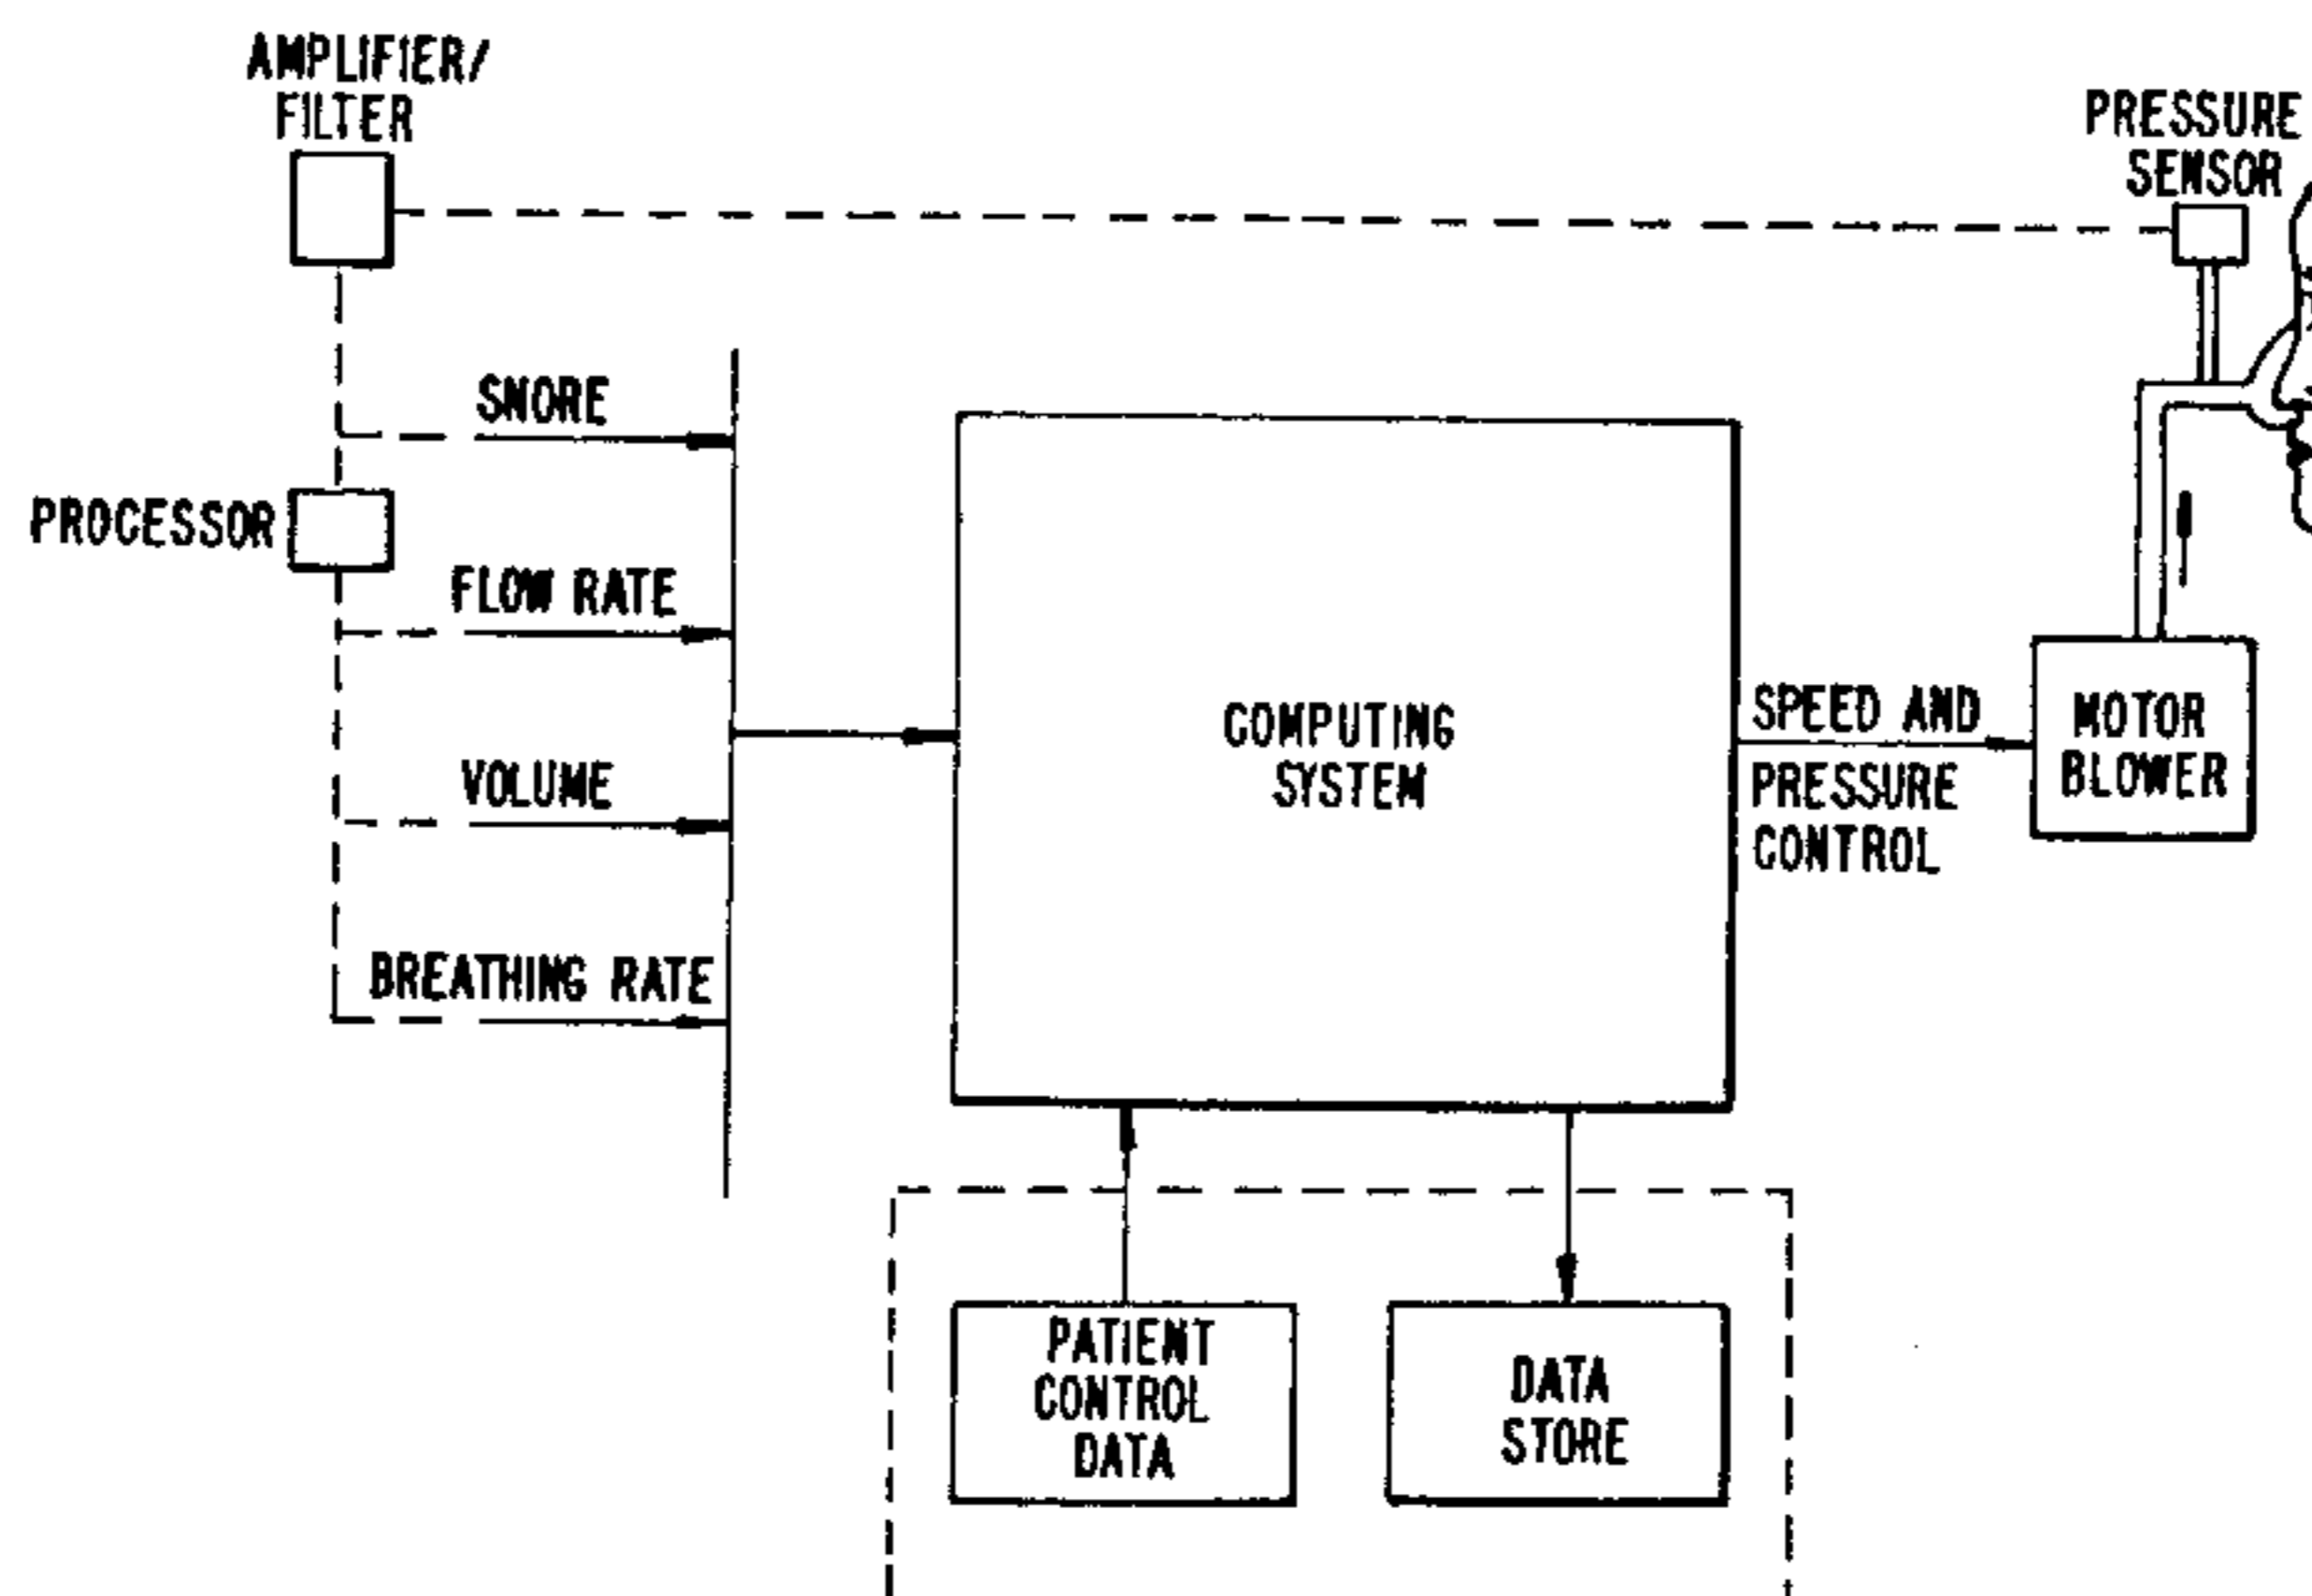 AMPLIFIER/
FILTER
PRESSURE
SENSOR
SNORE
PROCESSOR
FLOW RATE
VOLUME
BREATHING RATE
COMPUTING
SYSTEM
SPEED AND
PRESSURE
CONTROL
MOTOR
BLOWER
PATIENT
CONTROL
DATA
DATA
STORE